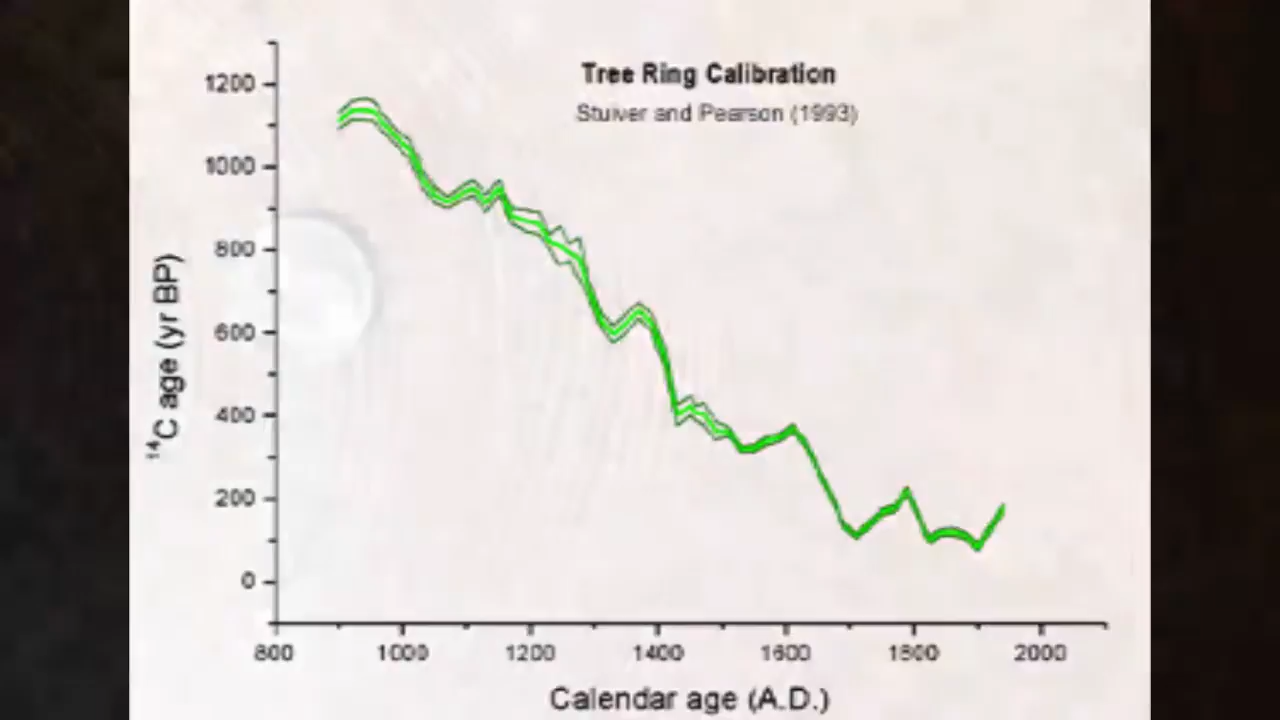 Tree Ring Calibration
Stuiver and Pearson (1993)
1200
1000
800
600
400
200
0
¹⁴C age (yr BP)
800 1000 1200 1400 1600 1800 2000
Calendar age (A.D.)